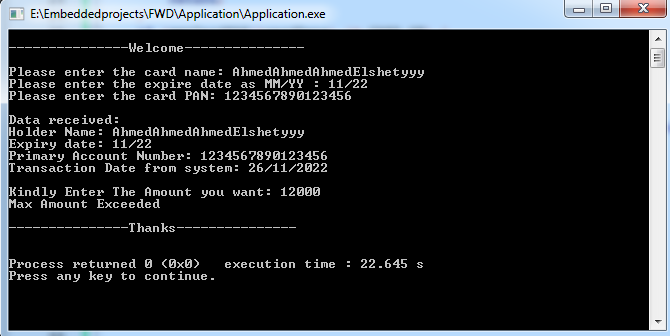 E:\Embeddedprojects\FWD\Application\Application.exe
---------------Welcome---------------
Please enter the card name: AhmedAhmedAhmedElshetyyy
Please enter the expire date as MM/YY : 11/22
Please enter the card PAN: 1234567890123456
Data received:
Holder Name: AhmedAhmedAhmedElshetyyy
Expiry date: 11/22
Primary Account Number: 1234567890123456
Transaction Date from system: 26/11/2022
Kindly Enter The Amount you want: 12000
Max Amount Exceeded
---------------Thanks---------------
Process returned 0 (0x0)   execution time : 22.645 s
Press any key to continue.